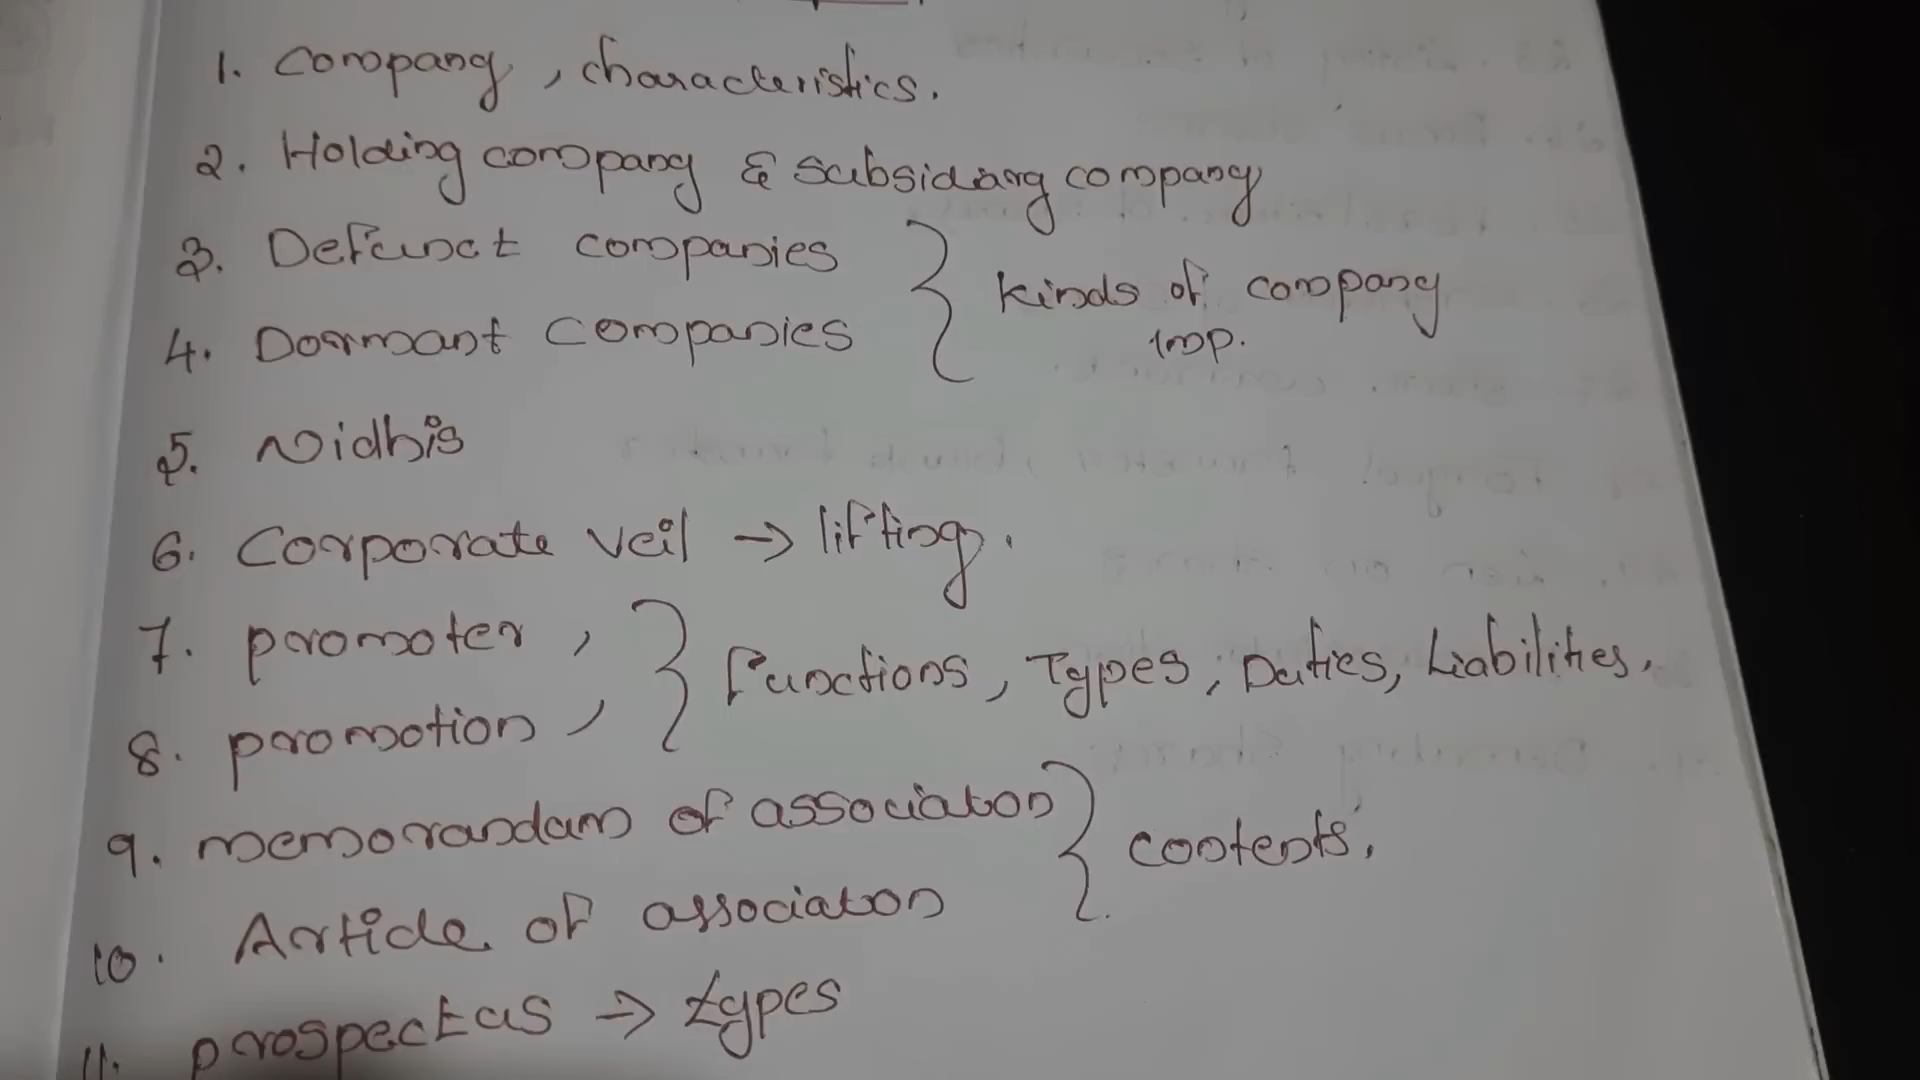 1. Company, characteristics.
2. Holding company & subsidiary company
3. Defunct companies
4. Dormant companies
kinds of company
Imp.
5. Nidhis
6. Corporate veil → lifting.
7. promoter,
8. promotion,
Functions, Types, Duties, Liabilities.
9. memorandum of association
10. Article of association
contents.
11. prospectus → types